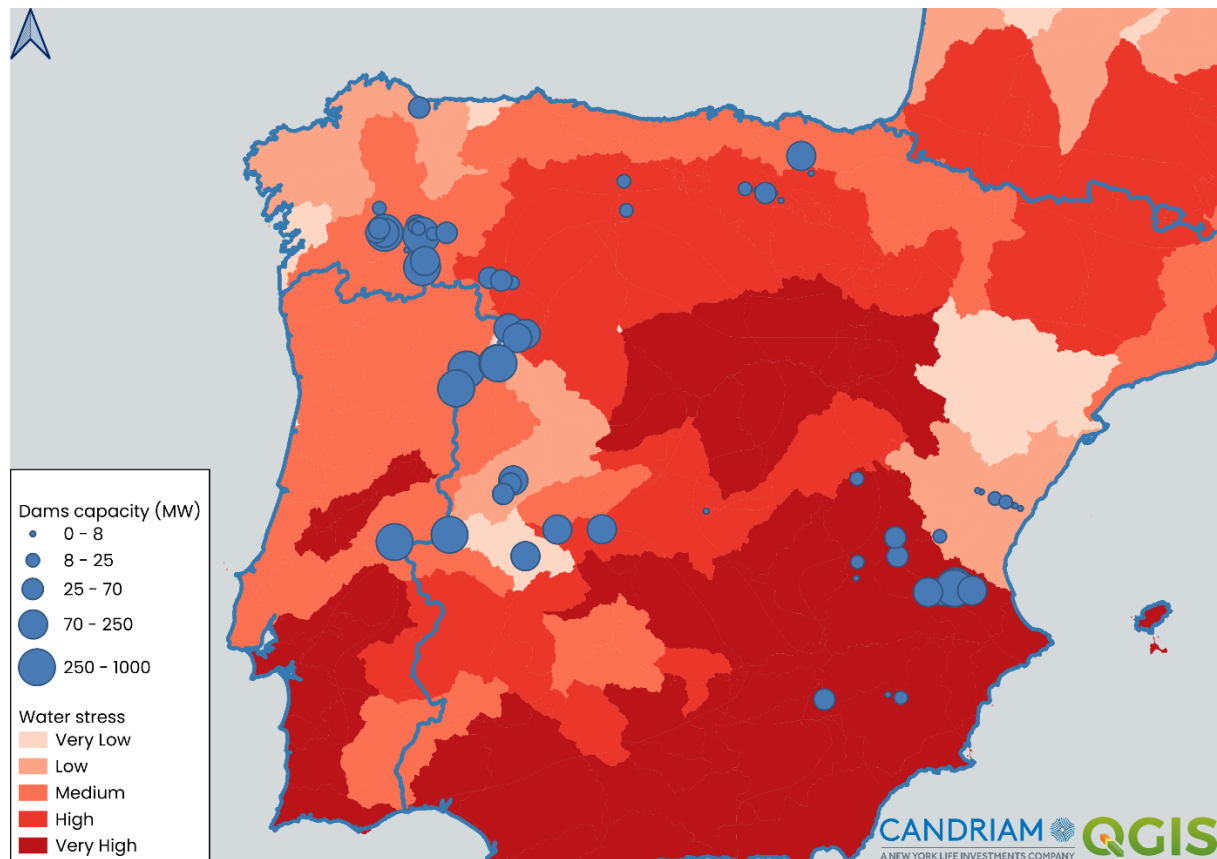 Dams capacity (MW)
0 - 8
8 - 25
25 - 70
70 - 250
250 - 1000
Water stress
Very Low
Low
Medium
High
Very High
CANDRIAM
A NEW YORK LIFE INVESTMENTS COMPANY
QGIS